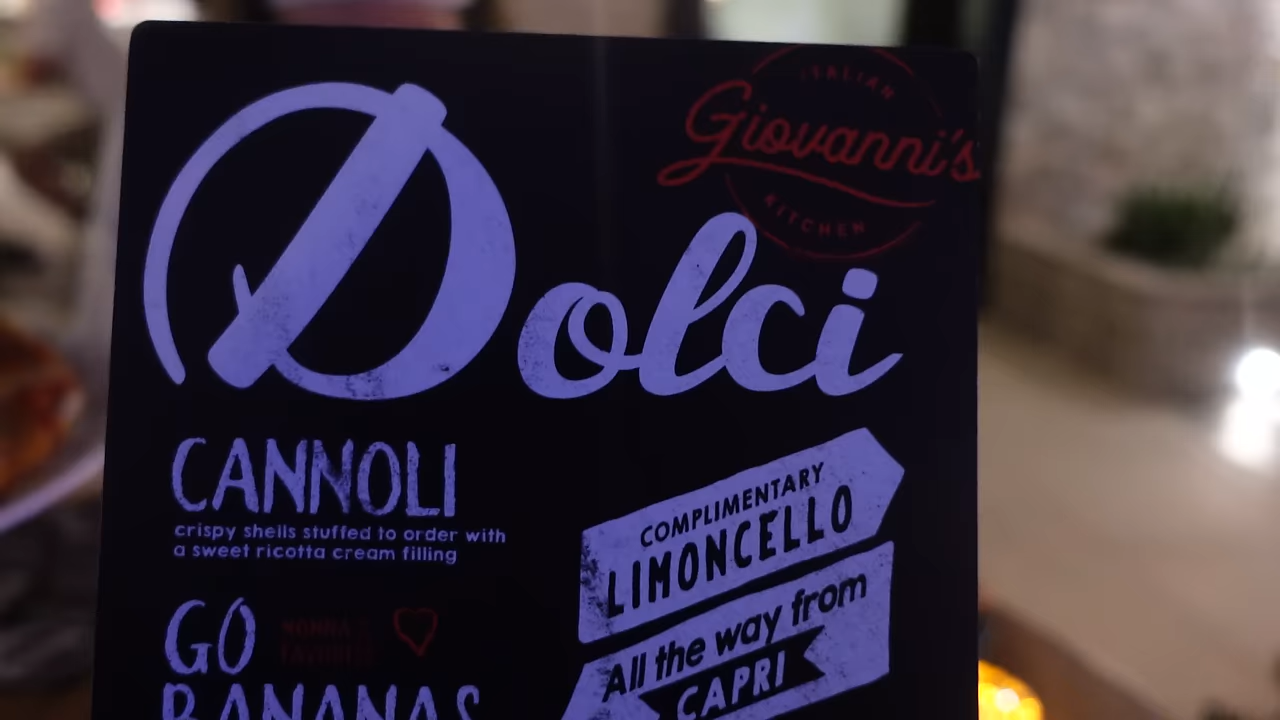 ITALIAN
Giovanni's
KITCHEN
Dolci
CANNOLI
crispy shells stuffed to order with
a sweet ricotta cream filling
GO
BANANAS
COMPLIMENTARY
LIMONCELLO
All the way from
CAPRI